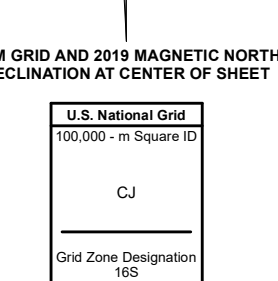 M GRID AND 2019 MAGNETIC NORTH
ECLINATION AT CENTER OF SHEET
U.S. National Grid
100,000 - m Square ID
CJ
Grid Zone Designation
16S